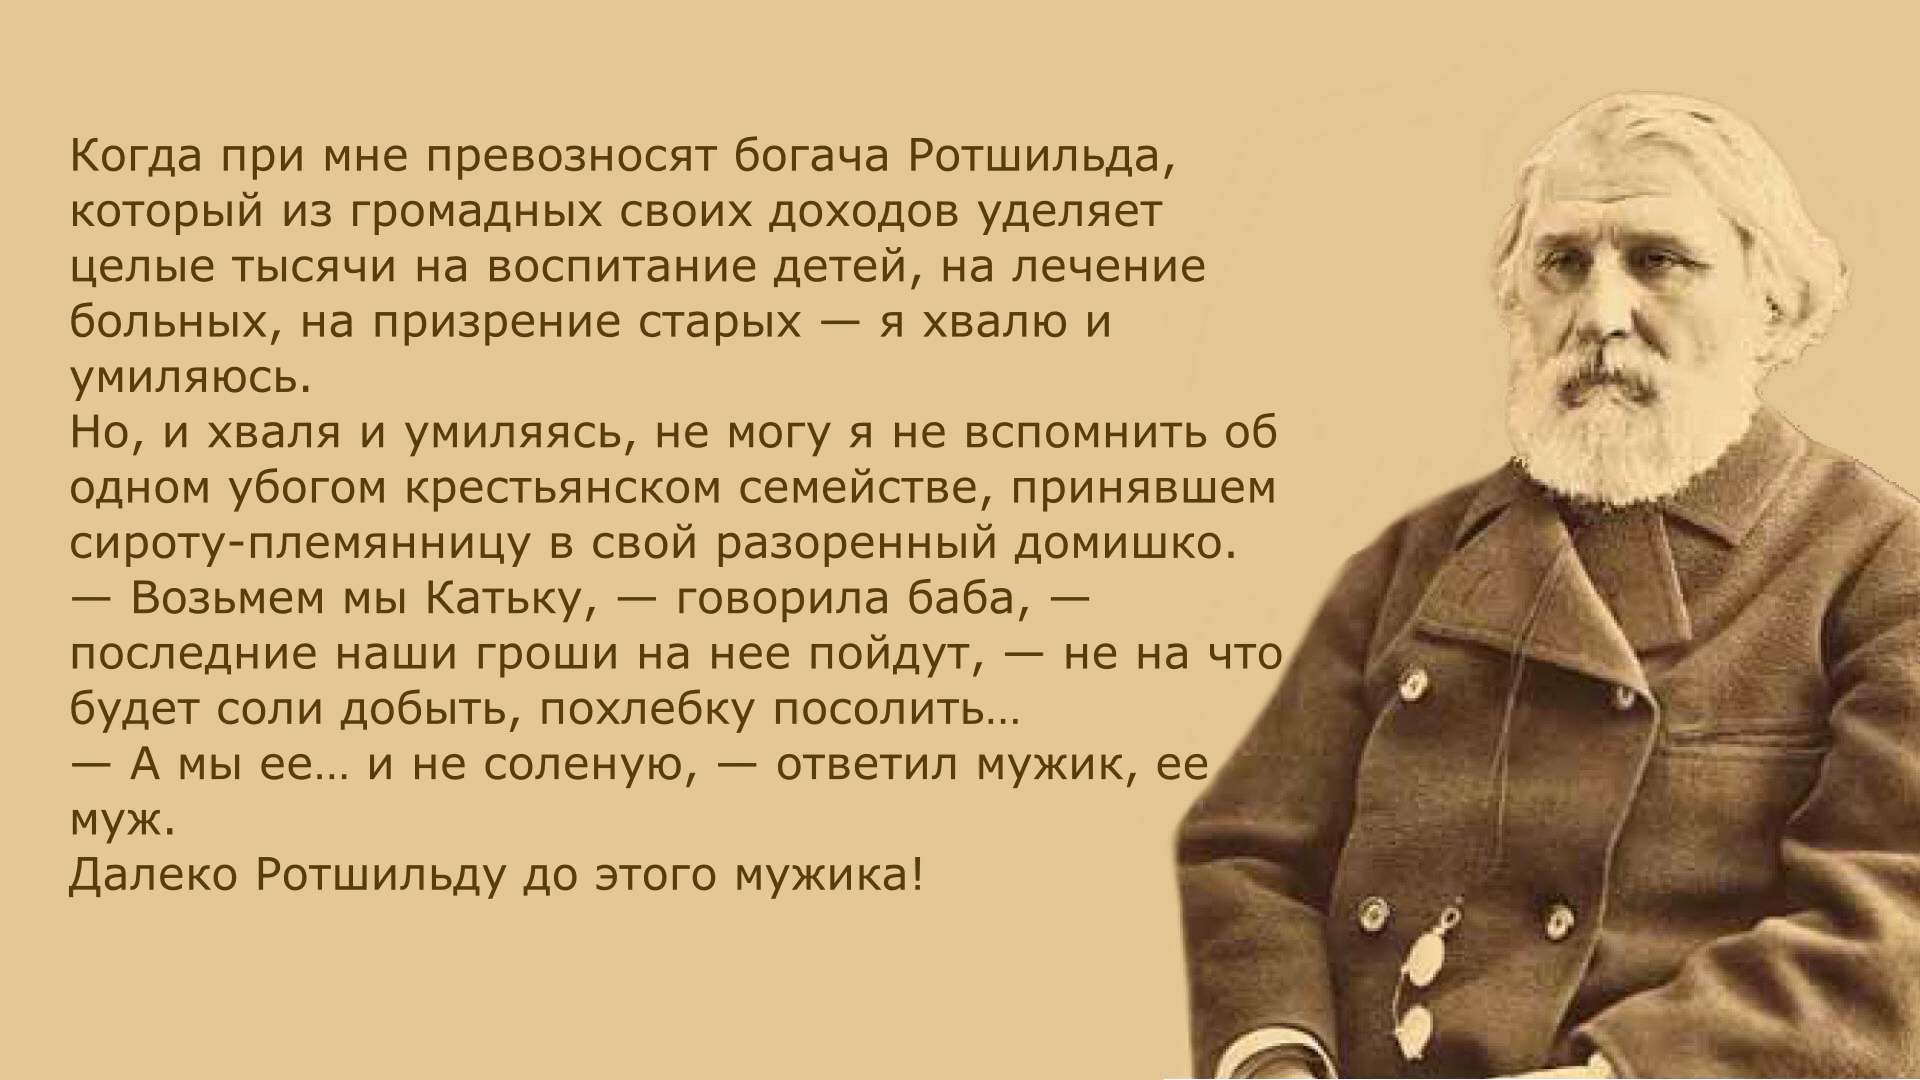 Когда при мне превозносят богача Ротшильда,
который из громадных своих доходов уделяет
целые тысячи на воспитание детей, на лечение
больных, на призрение старых — я хвалю и
умиляюсь.
Но, и хваля и умиляясь, не могу я не вспомнить об
одном убогом крестьянском семействе, принявшем
сироту-племянницу в свой разоренный домишко.
— Возьмем мы Катьку, — говорила баба, —
последние наши гроши на нее пойдут, — не на что
будет соли добыть, похлебку посолить…
— А мы ее… и не соленую, — ответил мужик, ее
муж.
Далеко Ротшильду до этого мужика!